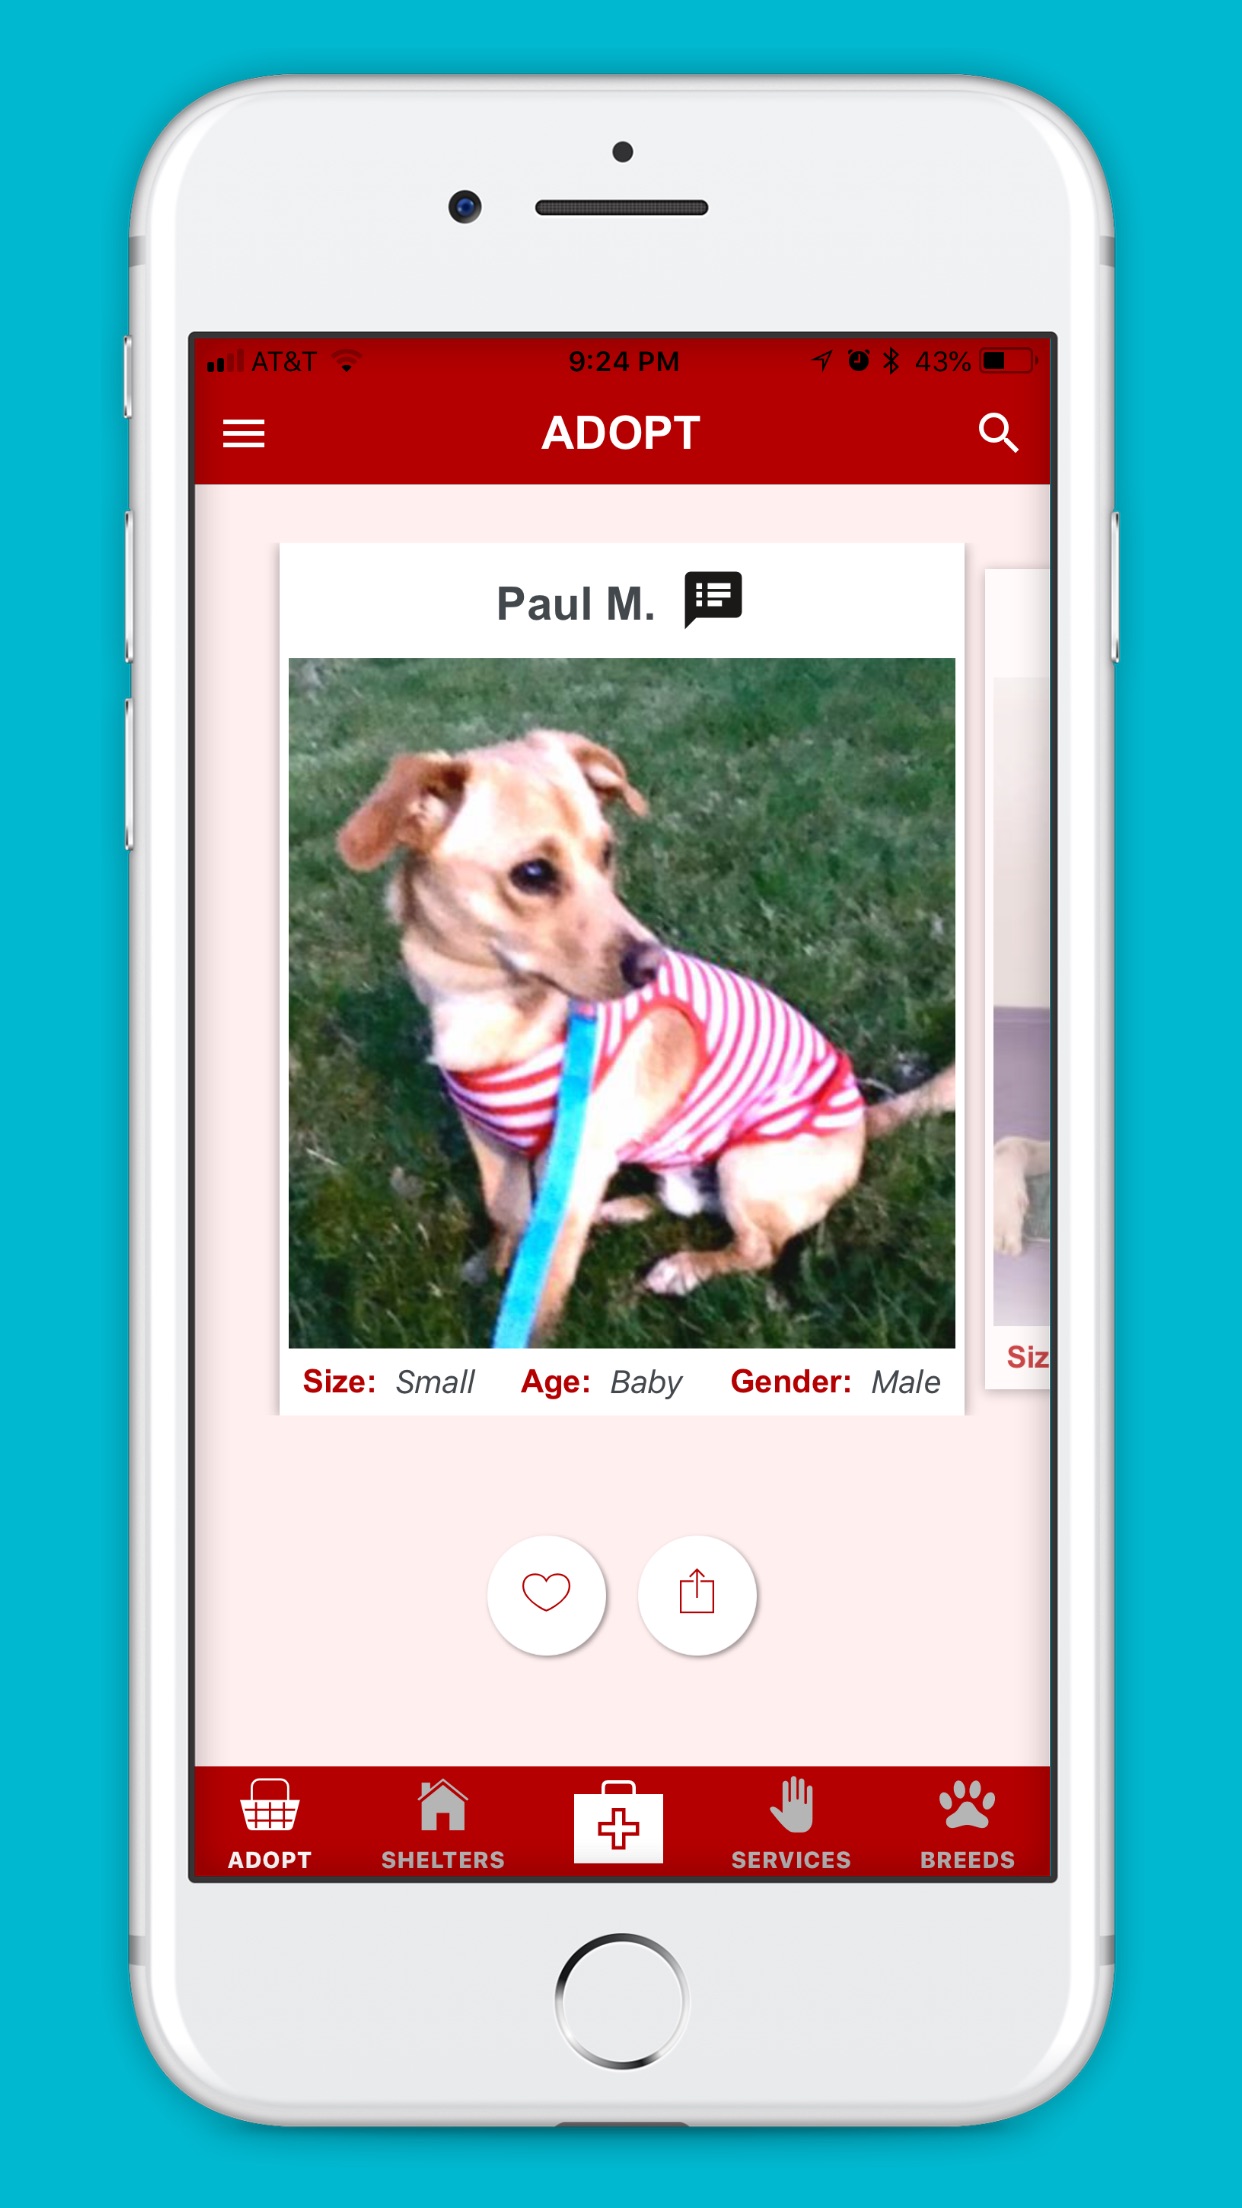 AT&T 9:24 PM 43%
ADOPT
Paul M.
Size: Small Age: Baby Gender: Male
Siz
ADOPT SHELTERS SERVICES BREEDS